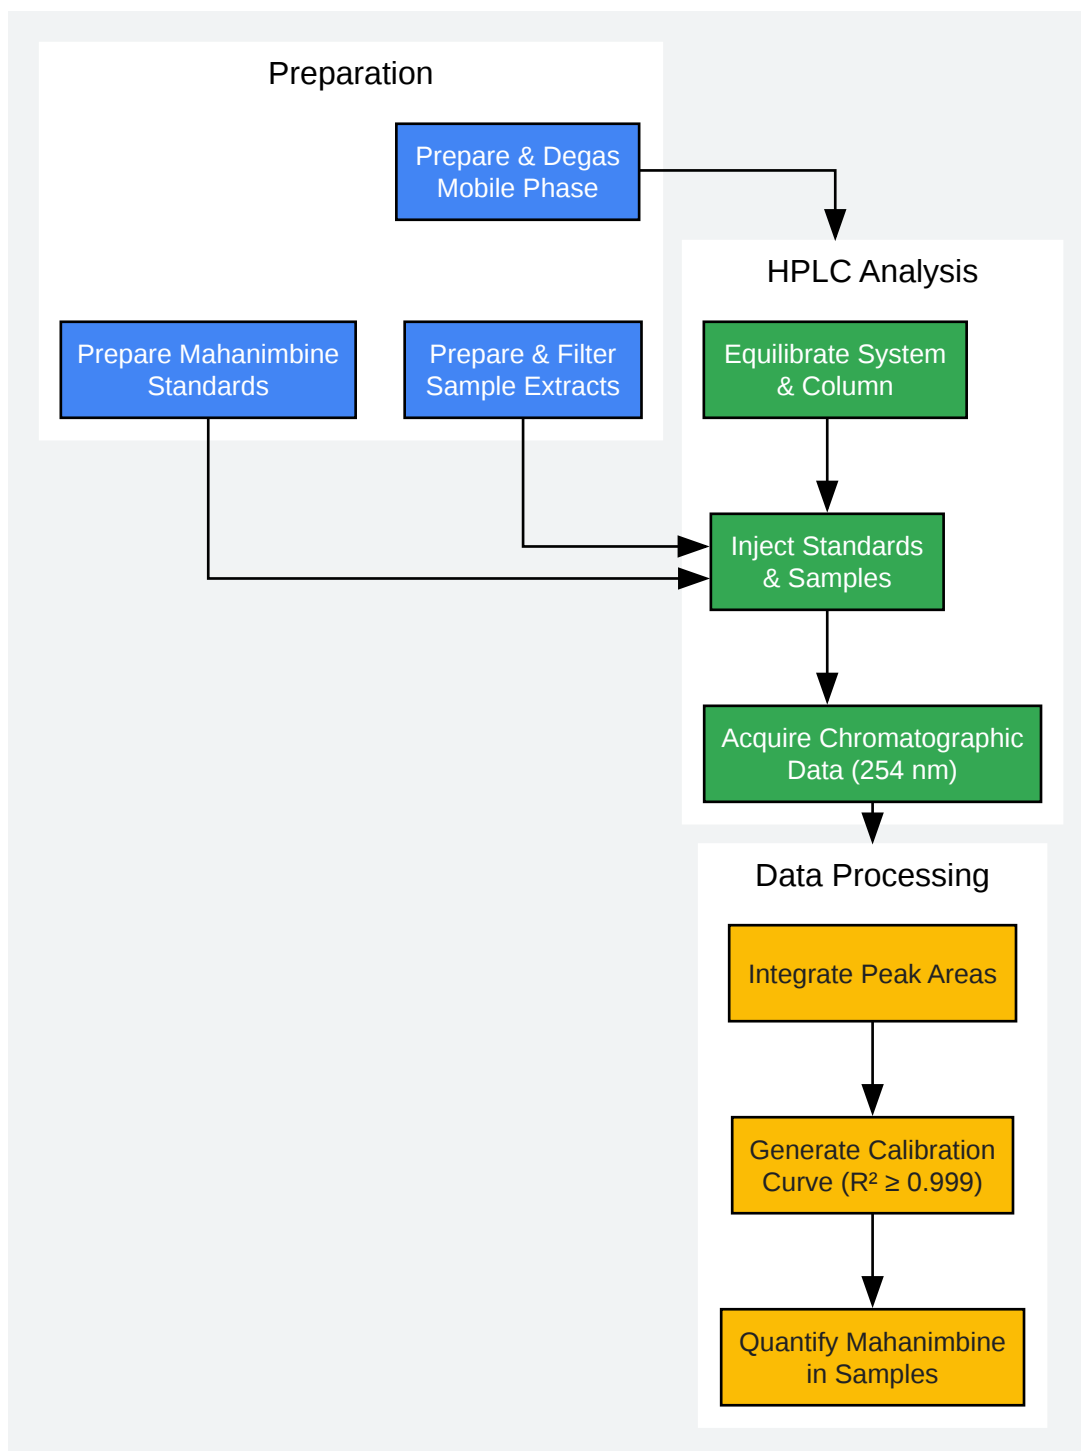 Preparation
Prepare & Degas
Mobile Phase
Prepare Mahanimbine
Standards
Prepare & Filter
Sample Extracts
HPLC Analysis
Equilibrate System
& Column
Inject Standards
& Samples
Acquire Chromatographic
Data (254 nm)
Data Processing
Integrate Peak Areas
Generate Calibration
Curve (R² ≥ 0.999)
Quantify Mahanimbine
in Samples